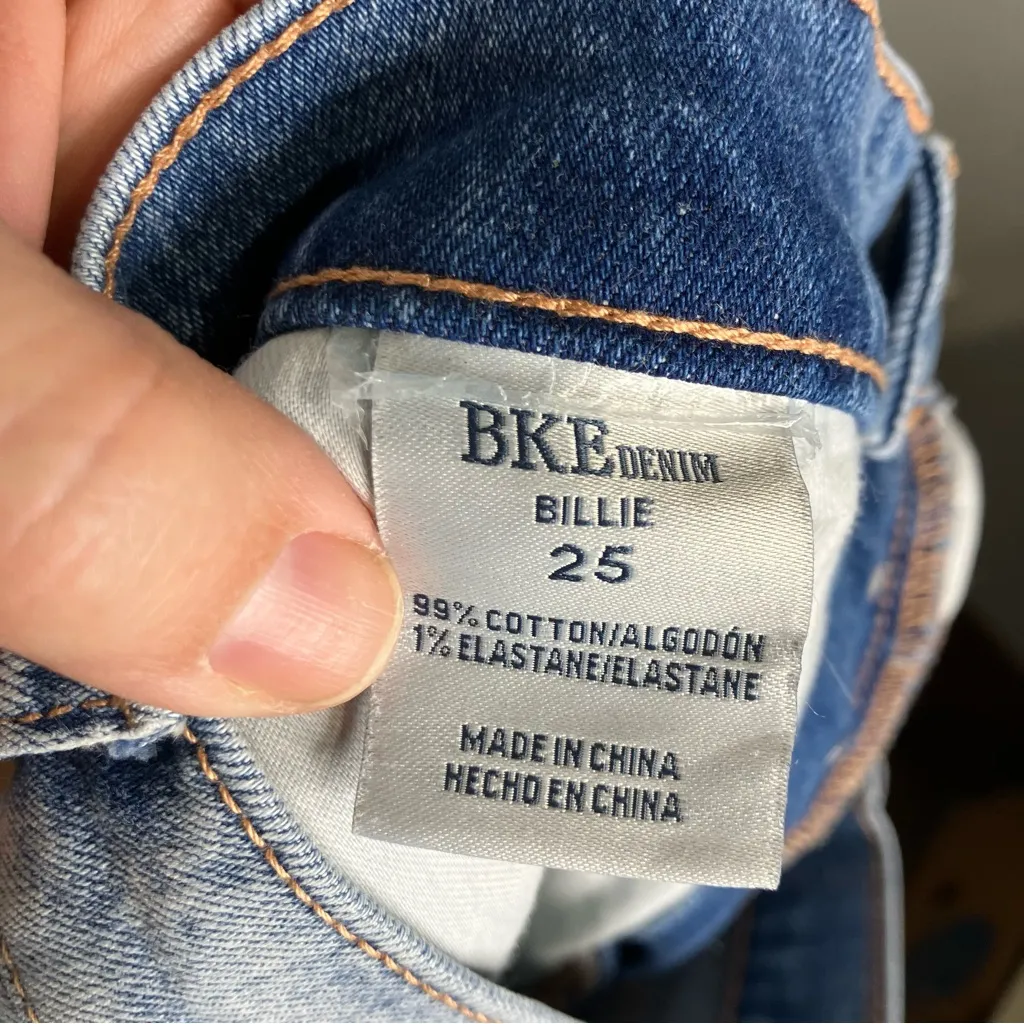 BKE DENIM
BILLIE
25
99% COTTON/ALGODÓN
1% ELASTANE/ELASTANE
MADE IN CHINA
HECHO EN CHINA